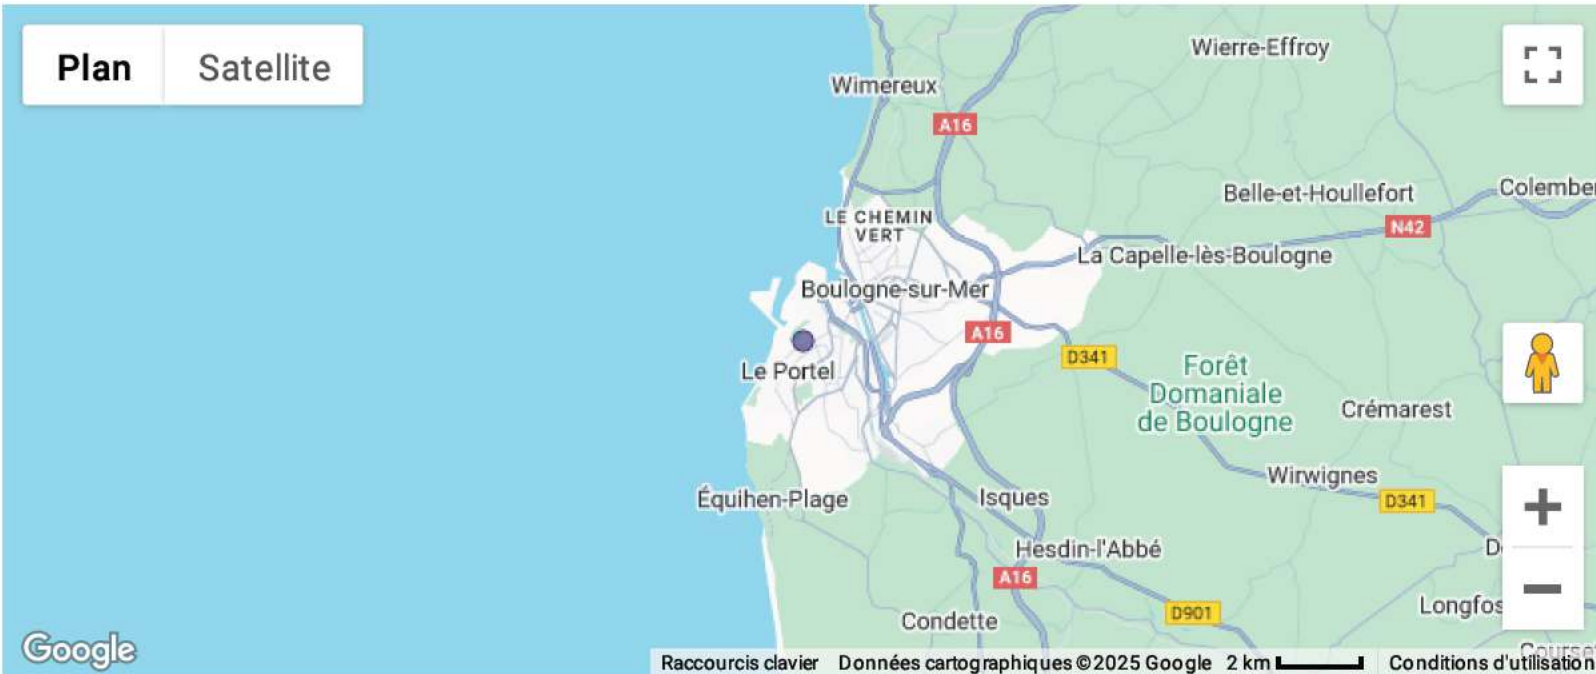 Plan
Satellite
Wierre-Effroy
Wimereux
A16
Belle-et-Houllefort
Colember
LE CHEMIN
VERT
N42
La Capelle-lès-Boulogne
Boulogne-sur-Mer
A16
D341
Le Portel
Forêt
Domaniale
de Boulogne
Crémarest
Wirwignes
Équihen-Plage
Isques
D341
Hesdin-l'Abbé
D
A16
Longfos
D901
Condette
Google
Raccourcis clavier
Données cartographiques ©2025 Google
2 km
Conditions d'utilisation